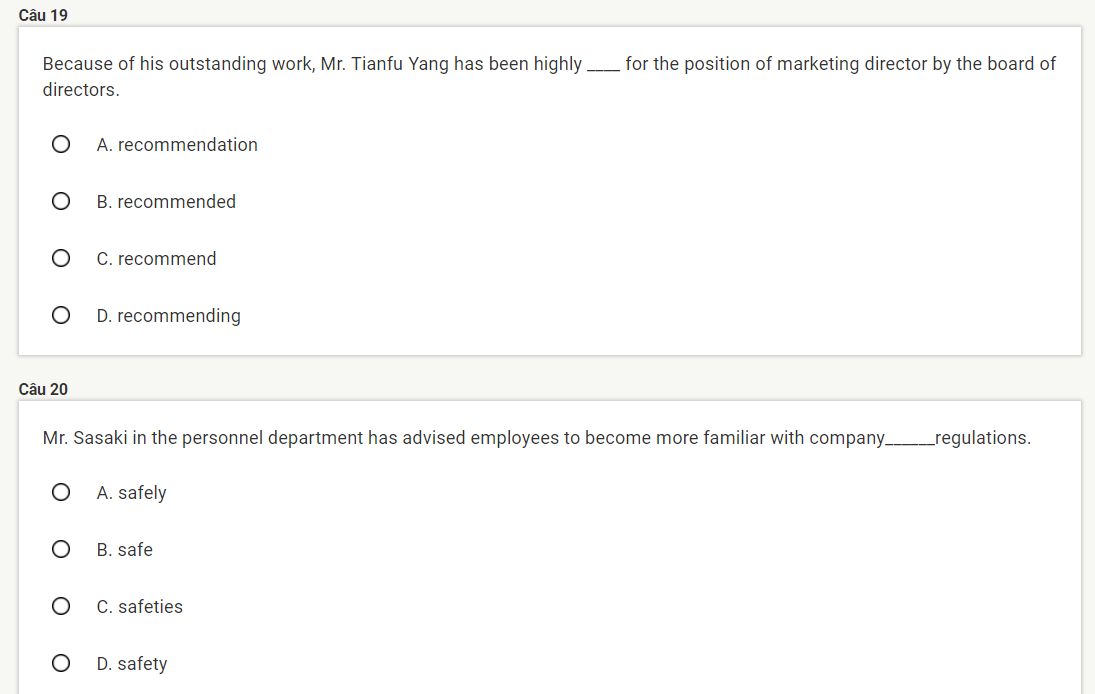 Câu 19
Because of his outstanding work, Mr. Tianfu Yang has been highly ____ for the position of marketing director by the board of
directors.
A. recommendation
B. recommended
C. recommend
D. recommending
Câu 20
Mr. Sasaki in the personnel department has advised employees to become more familiar with company______regulations.
A. safely
B. safe
C. safeties
D. safety